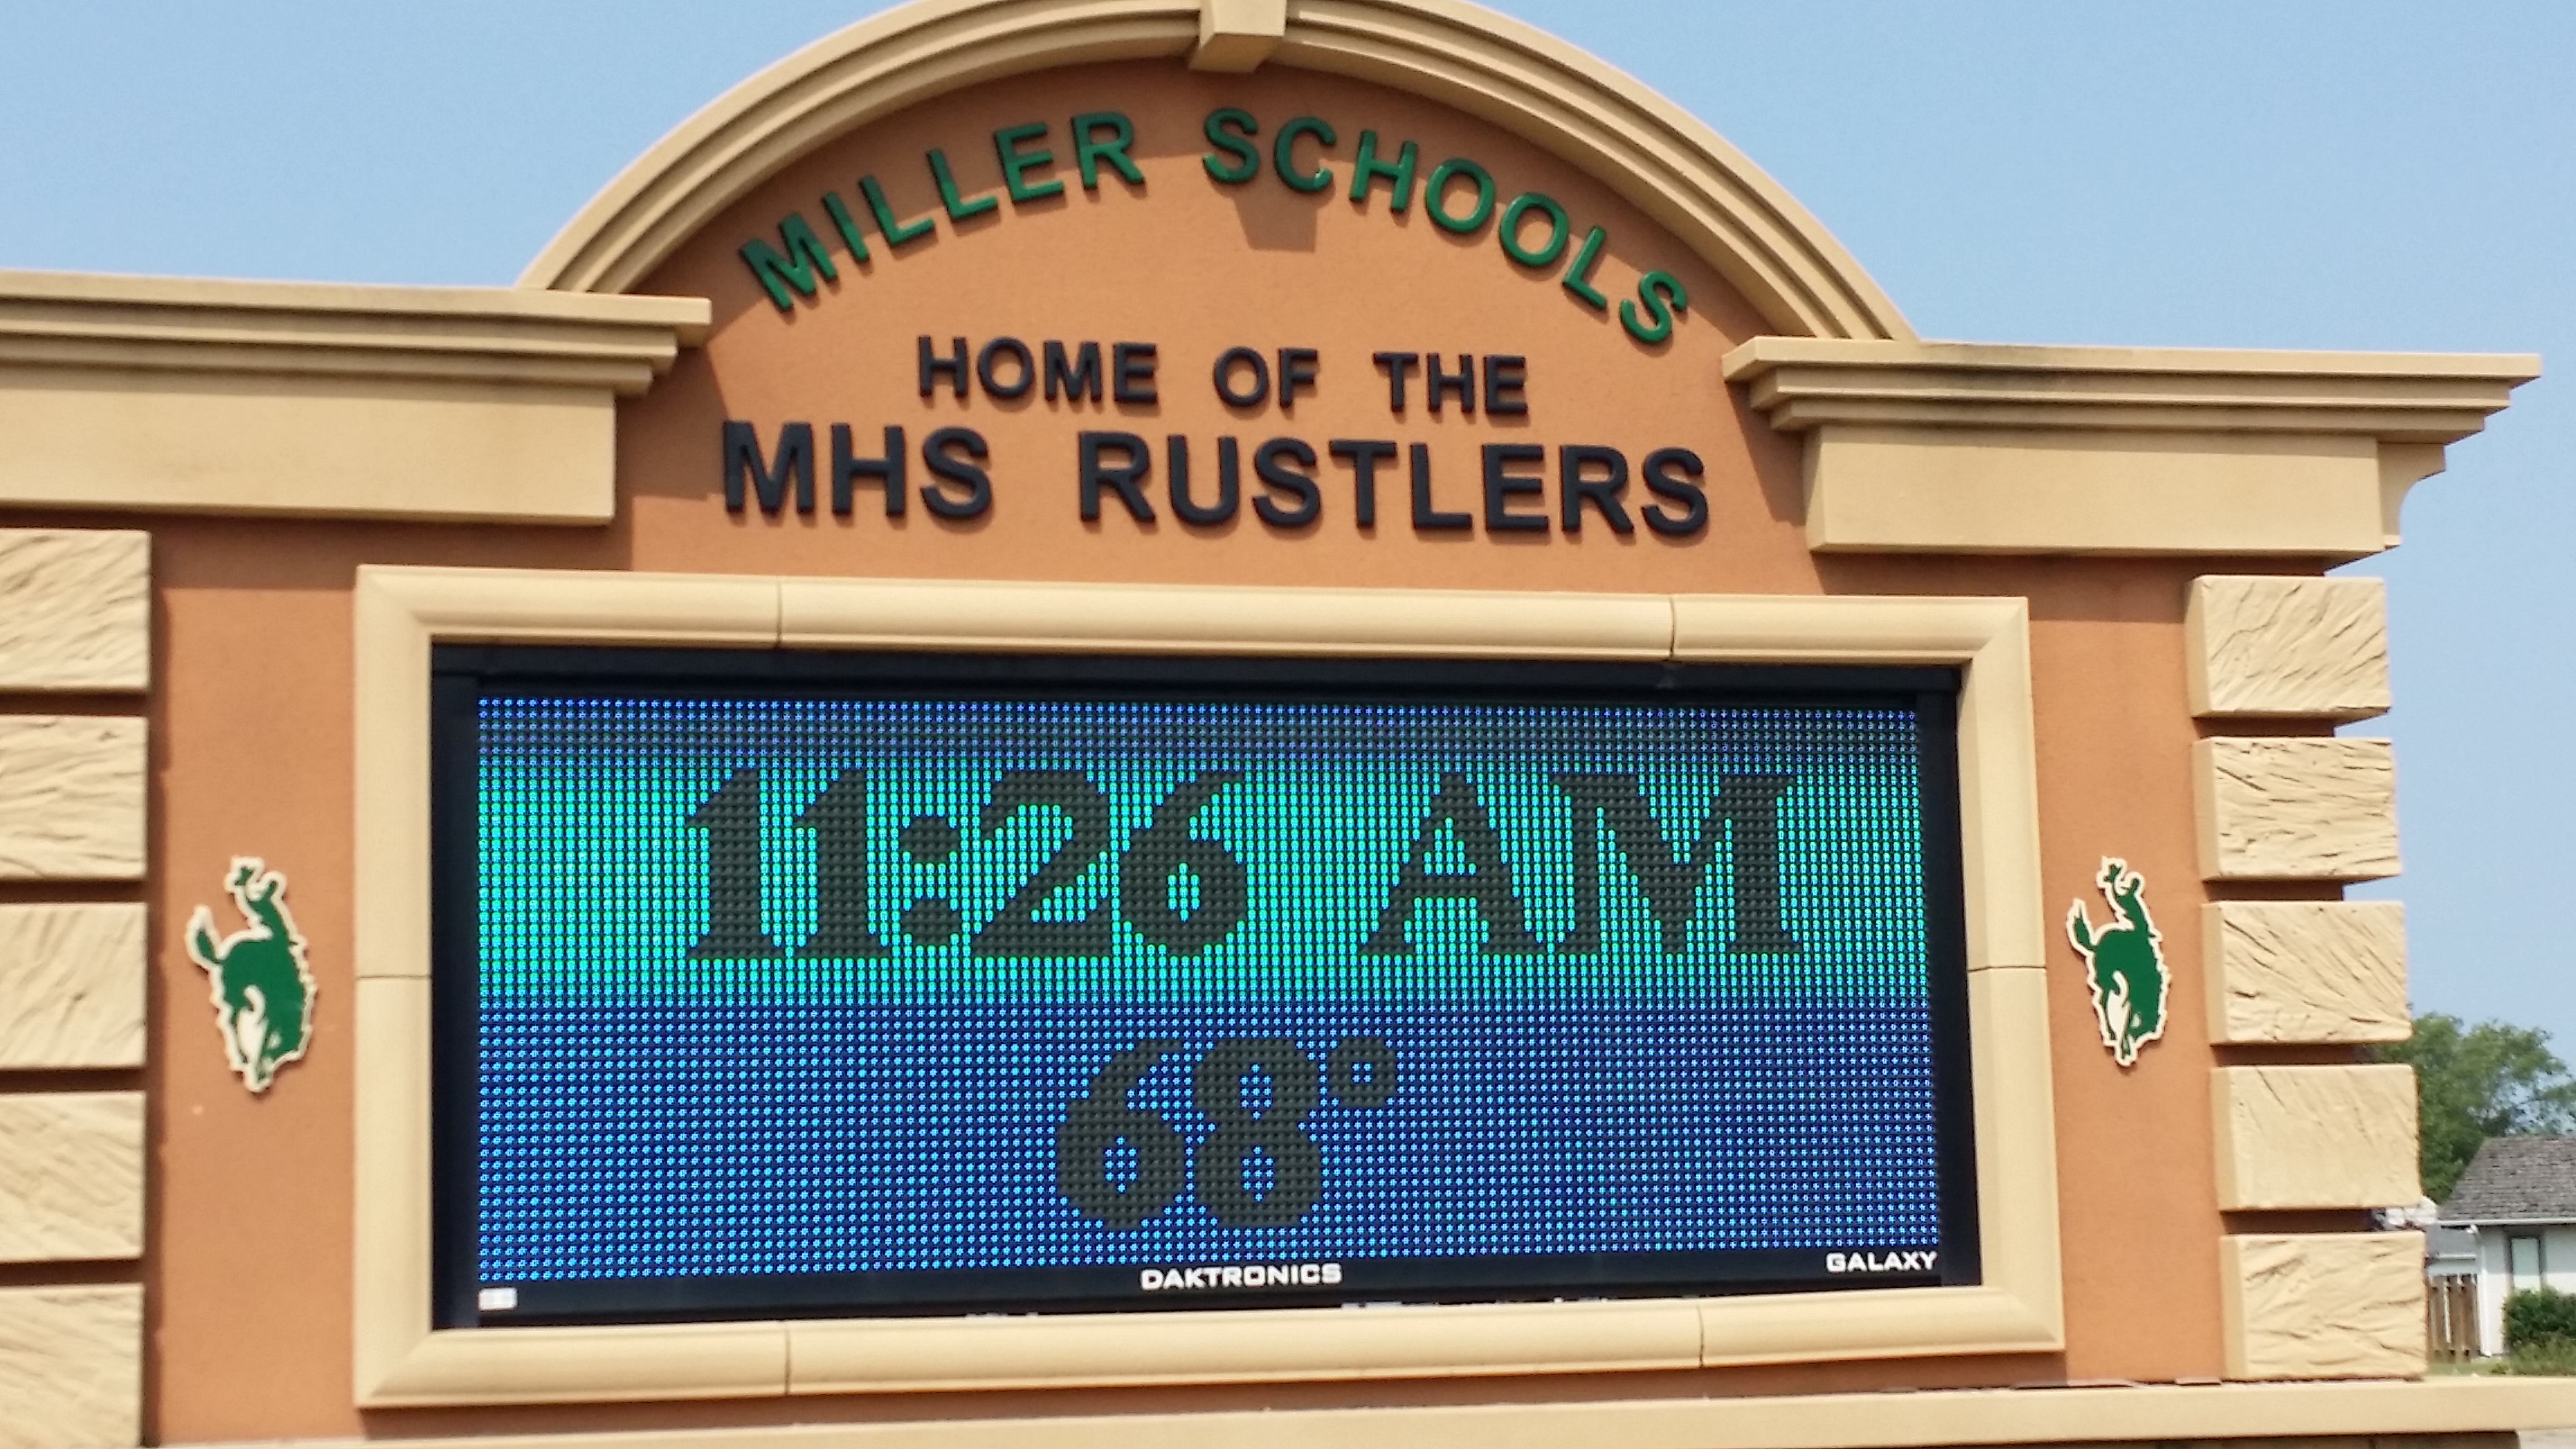 MILLER SCHOOLS
HOME OF THE
MHS RUSTLERS
11:26 AM
68°
DAKTRONICS
GALAXY